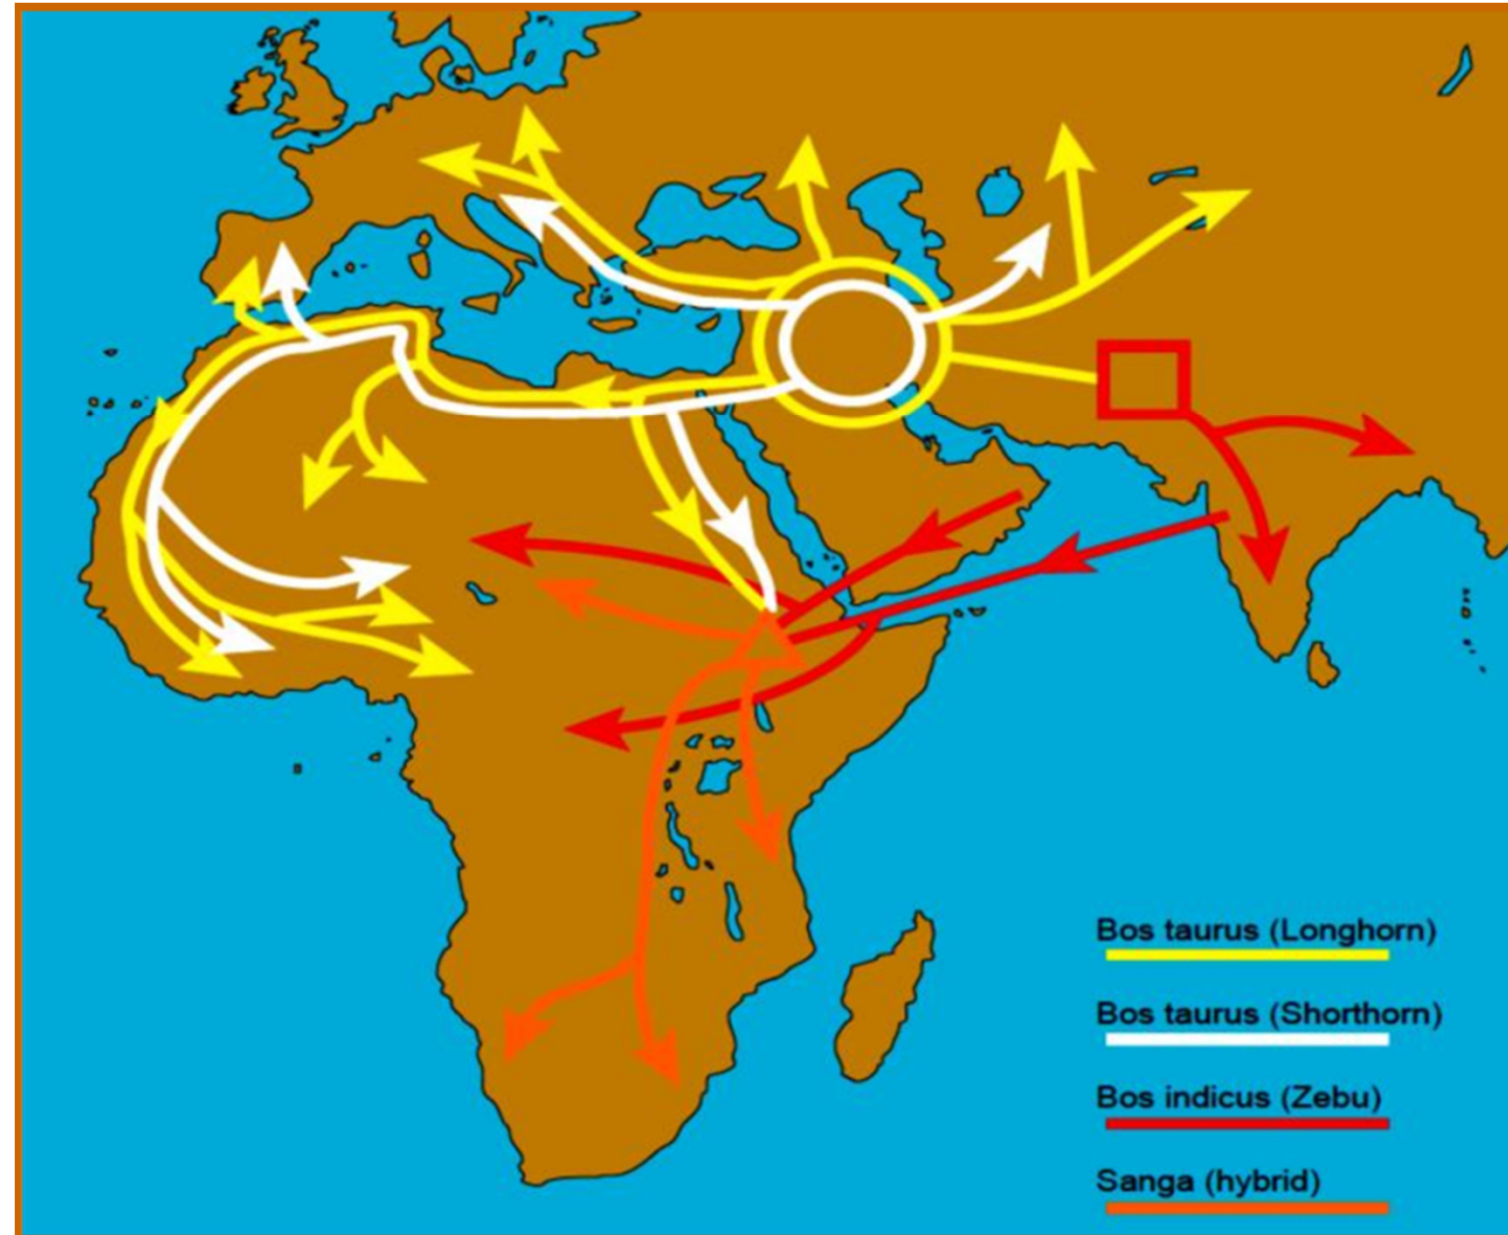 Bos taurus (Longhorn)
Bos taurus (Shorthorn)
Bos indicus (Zebu)
Sanga (hybrid)